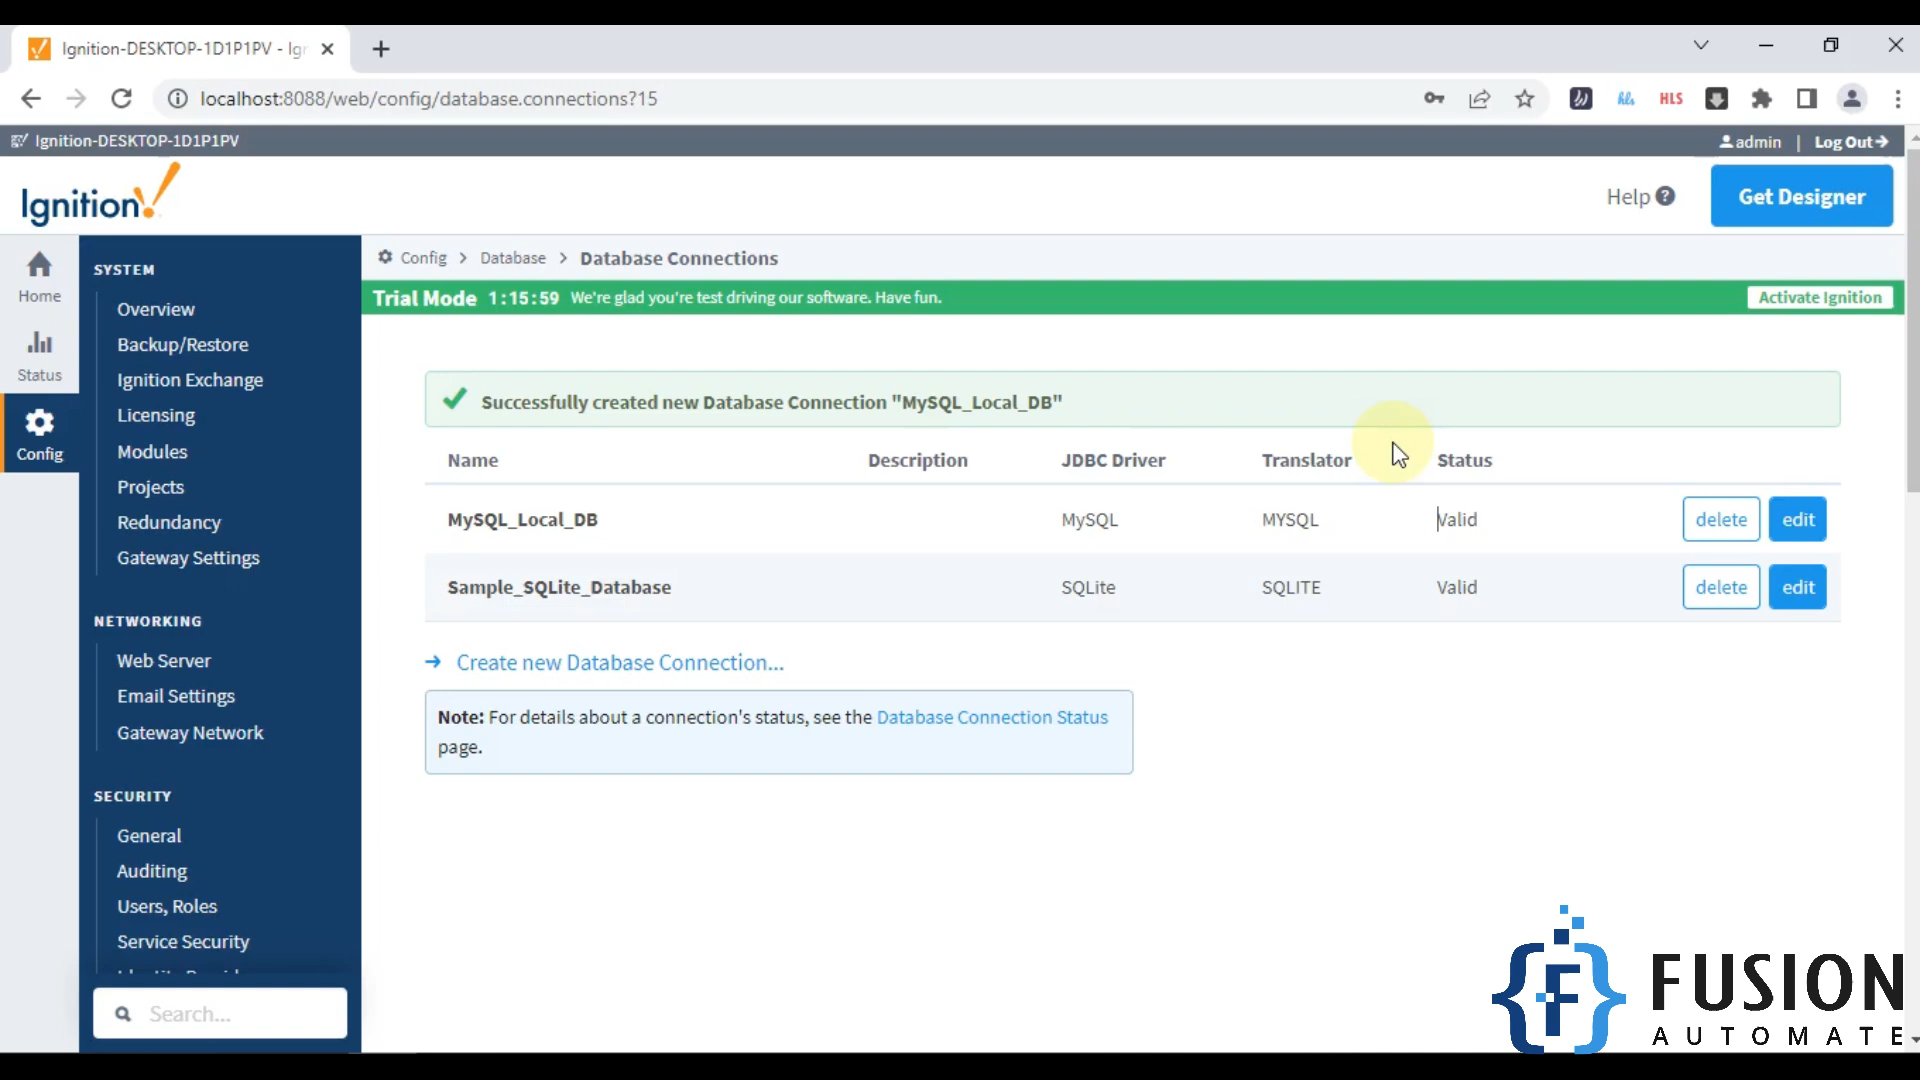 Ignition-DESKTOP-1D1P1PV - Ign
localhost:8088/web/config/database.connections?15
HLS
Ignition-DESKTOP-1D1P1PV
admin | Log Out
Ignition!
Help ?
Get Designer
Home
Status
Config
SYSTEM
Overview
Backup/Restore
Ignition Exchange
Licensing
Modules
Projects
Redundancy
Gateway Settings
NETWORKING
Web Server
Email Settings
Gateway Network
SECURITY
General
Auditing
Users, Roles
Service Security
Search...
Config > Database > Database Connections
Trial Mode 1:15:59 We're glad you're test driving our software. Have fun.
Activate Ignition
Successfully created new Database Connection "MySQL_Local_DB"
Name Description JDBC Driver Translator Status
MySQL_Local_DB MySQL MYSQL Valid delete edit
Sample_SQLite_Database SQLite SQLITE Valid delete edit
→ Create new Database Connection...
Note: For details about a connection's status, see the Database Connection Status
page.
FUSION
AUTOMATE